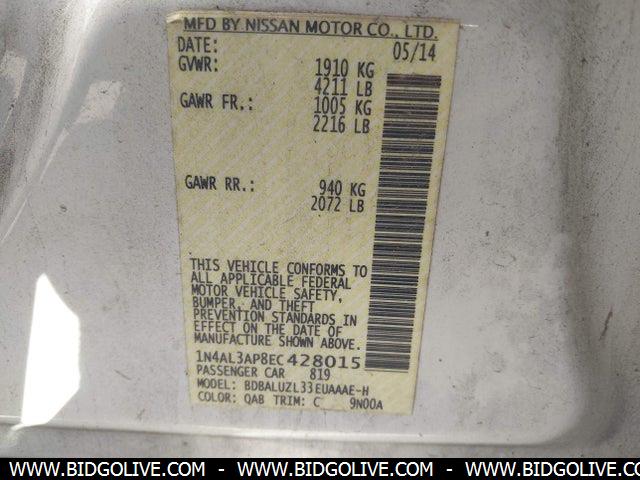 MFD BY NISSAN MOTOR CO., LTD.
DATE: 05/14
GVWR: 1910 KG
4211 LB
GAWR FR.: 1005 KG
2216 LB
GAWR RR.: 940 KG
2072 LB
THIS VEHICLE CONFORMS TO
ALL APPLICABLE FEDERAL
MOTOR VEHICLE SAFETY,
BUMPER, AND THEFT
PREVENTION STANDARDS IN
EFFECT ON THE DATE OF
MANUFACTURE SHOWN ABOVE.
1N4AL3AP8EC428015
PASSENGER CAR 819
MODEL: BDBALUZL33EUAAAE-H
COLOR: QAB TRIM: C 9N00A
WWW.BIDGOLIVE.COM - WWW.BIDGOLIVE.COM - WWW.BIDGOLIVE.COM